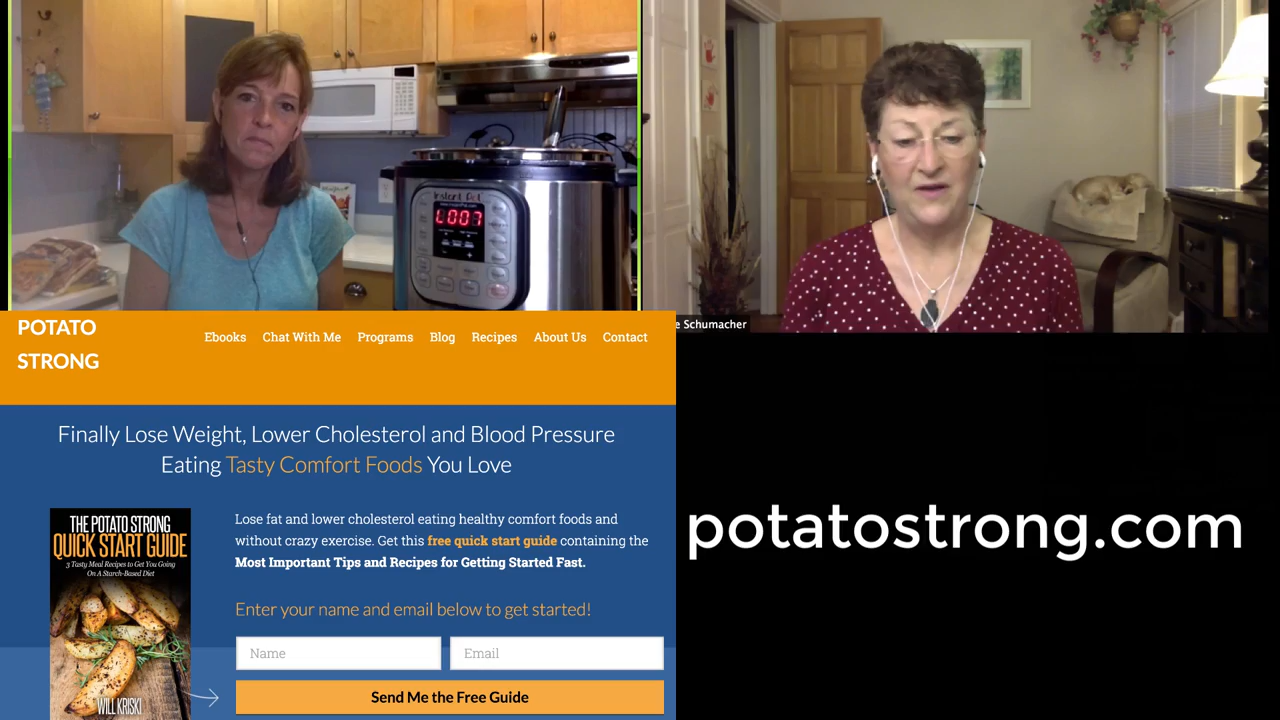 Instant Pot
L007
e Schumacher
POTATO
STRONG
Ebooks
Chat With Me
Programs
Blog
Recipes
About Us
Contact
Finally Lose Weight, Lower Cholesterol and Blood Pressure
Eating Tasty Comfort Foods You Love
THE POTATO STRONG
QUICK START GUIDE
3 Tasty Meal Recipes to Get You Going
On A Starch-Based Diet
WILL KRISKI
Lose fat and lower cholesterol eating healthy comfort foods and
without crazy exercise. Get this free quick start guide containing the
Most Important Tips and Recipes for Getting Started Fast.
Enter your name and email below to get started!
Name
Email
Send Me the Free Guide
potatostrong.com